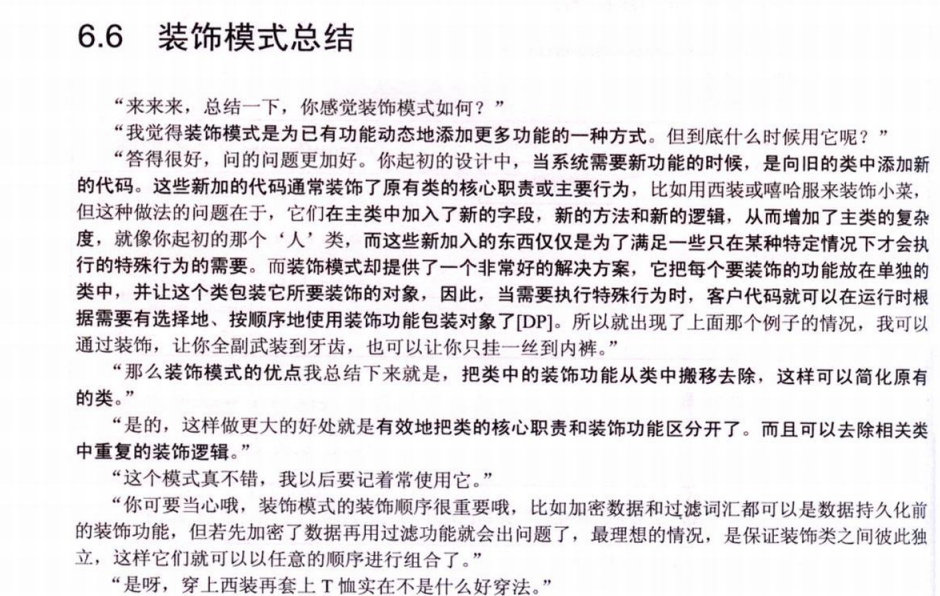 6.6 装饰模式总结
“来来来，总结一下，你感觉装饰模式如何？”
“我觉得装饰模式是为已有功能动态地添加更多功能的一种方式。但到底什么时候用它呢？”
“答得很好，问的问题更加好。你起初的设计中，当系统需要新功能的时候，是向旧的类中添加新
的代码。这些新加的代码通常装饰了原有类的核心职责或主要行为，比如用西装或嘻哈服来装饰小菜，
但这种做法的问题在于，它们在主类中加入了新的字段，新的方法和新的逻辑，从而增加了主类的复杂
度，就像你起初的那个‘人’类，而这些新加入的东西仅仅是为了满足一些只在某种特定情况下才会执
行的特殊行为的需要。而装饰模式却提供了一个非常好的解决方案，它把每个要装饰的功能放在单独的
类中，并让这个类包装它所要装饰的对象，因此，当需要执行特殊行为时，客户代码就可以在运行时根
据需要有选择地、按顺序地使用装饰功能包装对象了[DP]。所以就出现了上面那个例子的情况，我可以
通过装饰，让你全副武装到牙齿，也可以让你只挂一丝到内裤。”
“那么装饰模式的优点我总结下来就是，把类中的装饰功能从类中搬移去除，这样可以简化原有
的类。”
“是的，这样做更大的好处就是有效地把类的核心职责和装饰功能区分开了。而且可以去除相关类
中重复的装饰逻辑。”
“这个模式真不错，我以后要记着常使用它。”
“你可要当心哦，装饰模式的装饰顺序很重要哦，比如加密数据和过滤词汇都可以是数据持久化前
的装饰功能，但若先加密了数据再用过滤功能就会出问题了，最理想的情况，是保证装饰类之间彼此独
立，这样它们就可以以任意的顺序进行组合了。”
“是呀，穿上西装再套上 T 恤实在不是什么好穿法。”